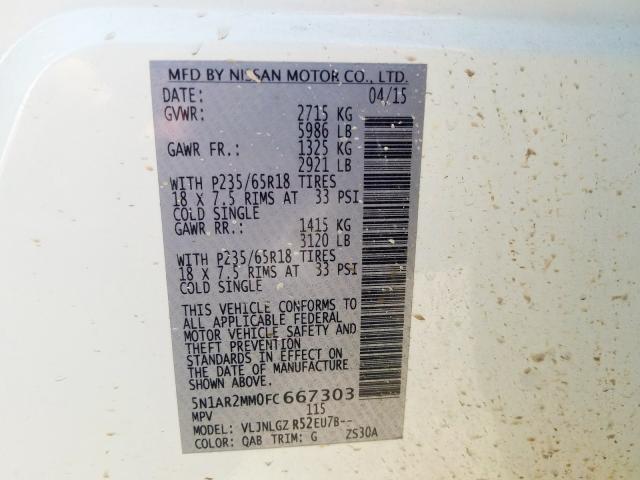 MFD BY NISSAN MOTOR CO., LTD.
DATE: 04/15
GVWR: 2715 KG
5986 LB
GAWR FR.: 1325 KG
2921 LB
WITH P235/65R18 TIRES
18 X 7.5 RIMS AT 33 PSI
COLD SINGLE
GAWR RR.: 1415 KG
3120 LB
WITH P235/65R18 TIRES
18 X 7.5 RIMS AT 33 PSI
COLD SINGLE
THIS VEHICLE CONFORMS TO
ALL APPLICABLE FEDERAL
MOTOR VEHICLE SAFETY AND
THEFT PREVENTION
STANDARDS IN EFFECT ON
THE DATE OF MANUFACTURE
SHOWN ABOVE.
5N1AR2MM0FC667303
MPV 115
MODEL: VLJNLGZ R52EU7B--
COLOR: QAB TRIM: G ZS30A